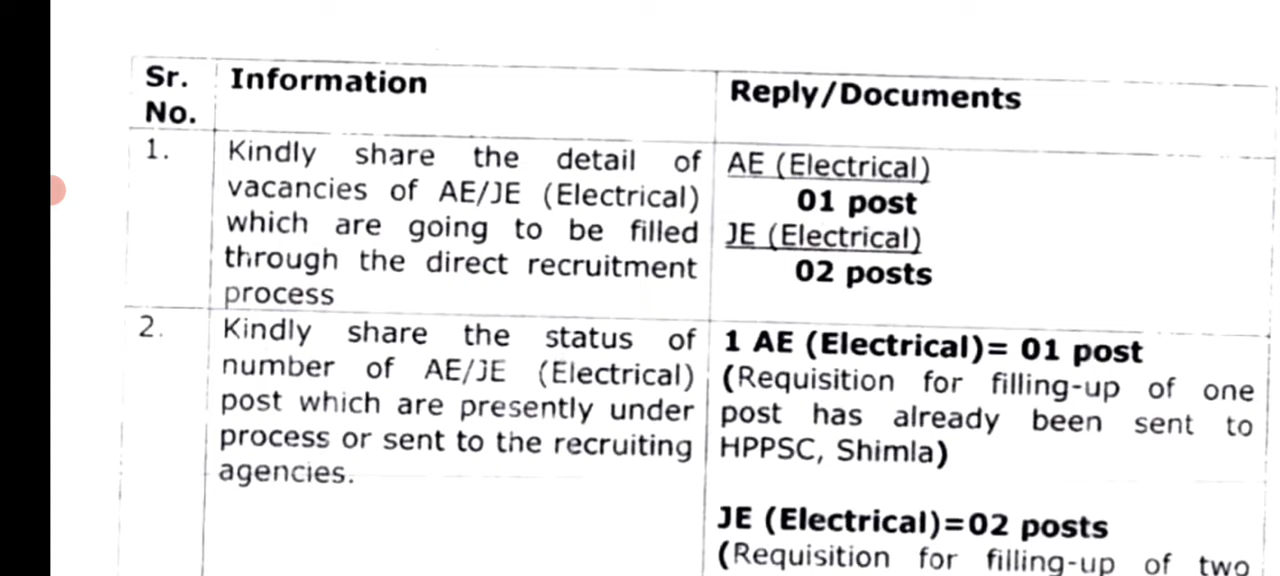 Sr. No.
Information
Reply/Documents
1.
Kindly share the detail of
vacancies of AE/JE (Electrical)
which are going to be filled
through the direct recruitment
process
AE (Electrical)
01 post
JE (Electrical)
02 posts
2.
Kindly share the status of
number of AE/JE (Electrical)
post which are presently under
process or sent to the recruiting
agencies.
1 AE (Electrical)= 01 post
(Requisition for filling-up of one
post has already been sent to
HPPSC, Shimla)
JE (Electrical)=02 posts
(Requisition for filling-up of two